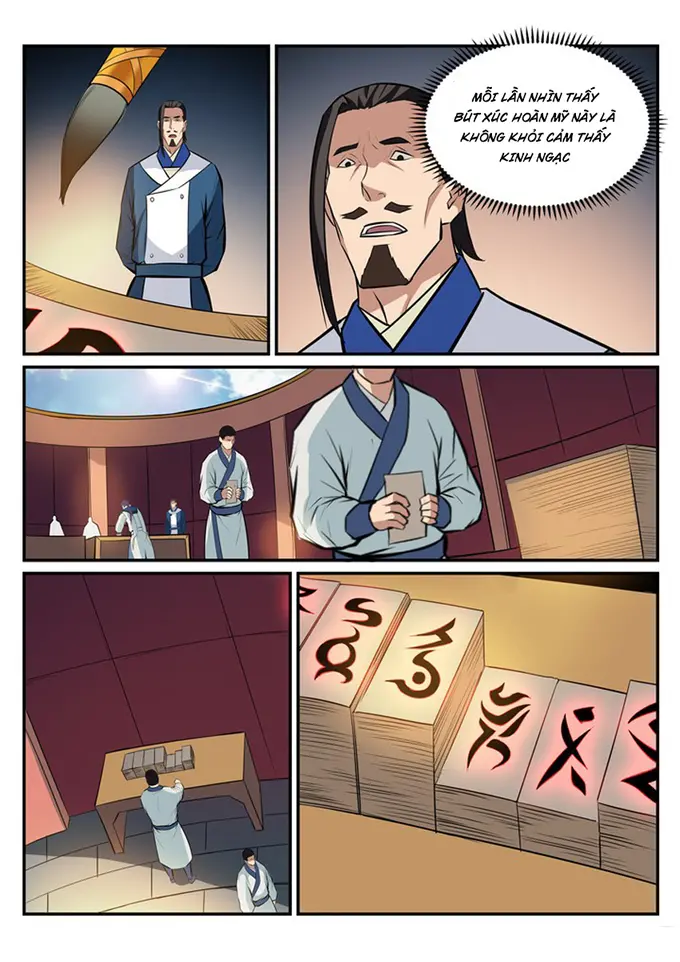 MỖI LẦN NHÌN THẤY
BÚT XÚC HOÀN MỸ NÀY LÀ
KHÔNG KHỎI CẢM THẤY
KINH NGẠC